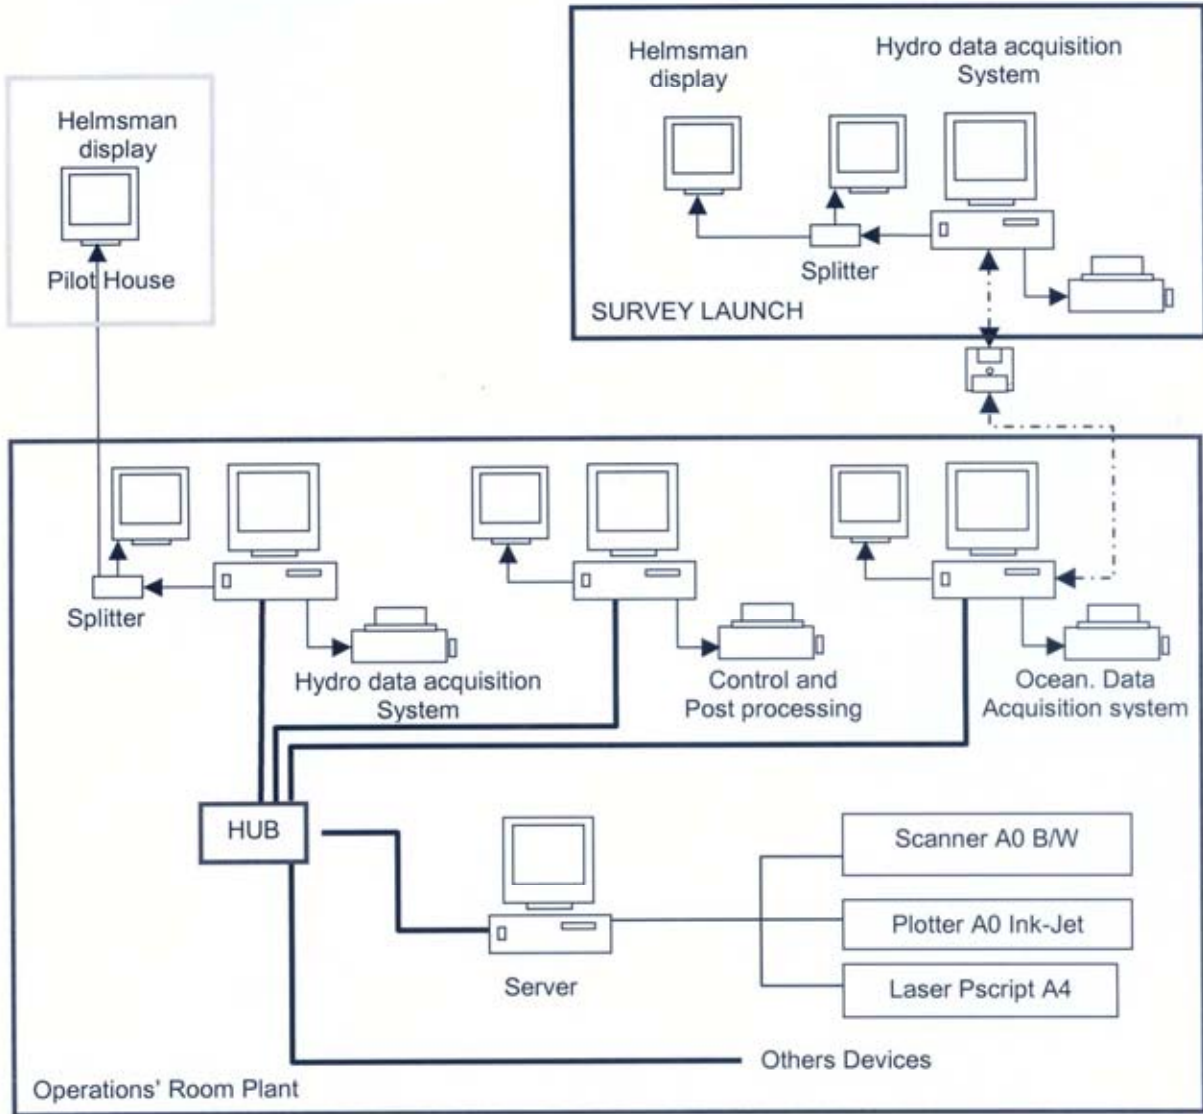 Helmsman
display
Pilot House
Helmsman
display
Hydro data acquisition
System
Splitter
SURVEY LAUNCH
Splitter
Hydro data acquisition
System
Control and
Post processing
Ocean. Data
Acquisition system
HUB
Server
Scanner A0 B/W
Plotter A0 Ink-Jet
Laser Pscript A4
Others Devices
Operations' Room Plant